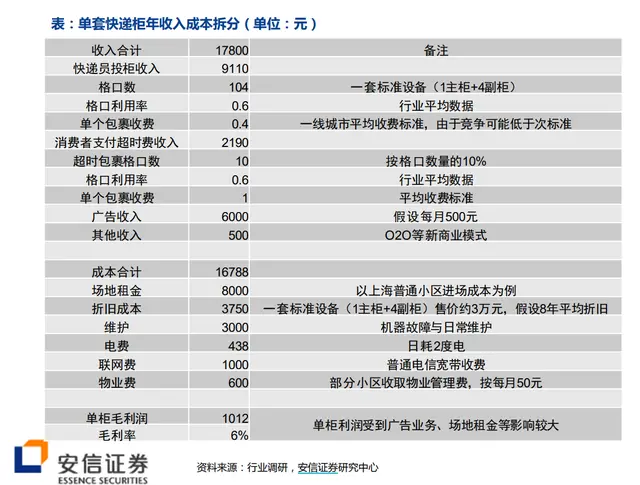 表：单套快递柜年收入成本拆分（单位：元）
收入合计 17800 备注
快递员投柜收入 9110
格口数 104 一套标准设备（1主柜+4副柜）
格口利用率 0.6 行业平均数据
单个包裹收费 0.4 一线城市平均收费标准，由于竞争可能低于次标准
消费者支付超时费收入 2190
超时包裹格口数 10 按格口数量的10%
格口利用率 0.6 行业平均数据
单个包裹收费 1 平均收费标准
广告收入 6000 假设每月500元
其他收入 500 O2O等新商业模式
成本合计 16788
场地租金 8000 以上海普通小区进场成本为例
折旧成本 3750 一套标准设备（1主柜+4副柜）售价约3万元，假设8年平均折旧
维护 3000 机器故障与日常维护
电费 438 日耗2度电
联网费 1000 普通电信宽带收费
物业费 600 部分小区收取物业管理费，按每月50元
单柜毛利润 1012 单柜利润受到广告业务、场地租金等影响较大
毛利率 6%
安信证券
ESSENCE SECURITIES
资料来源：行业调研，安信证券研究中心